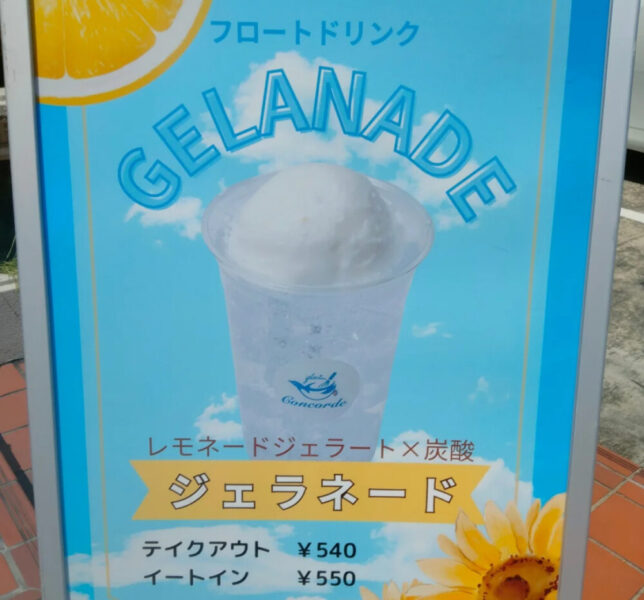 フロートドリンク
GELANADE
gelato
Concorde
レモネードジェラート×炭酸
ジェラネード
テイクアウト ￥540
イートイン ￥550